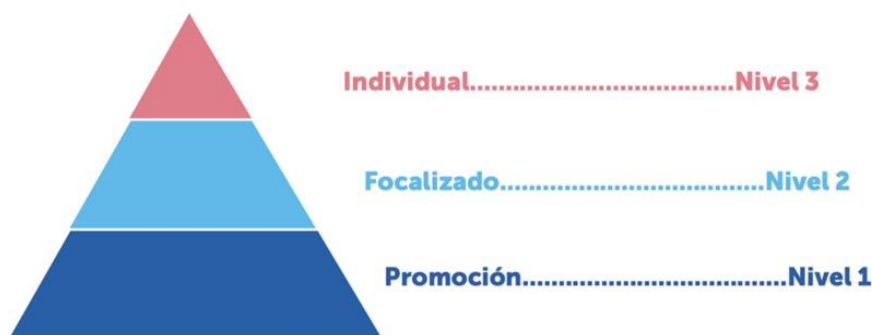 Individual.....................................Nivel 3
Focalizado.....................................Nivel 2
Promoción.....................................Nivel 1